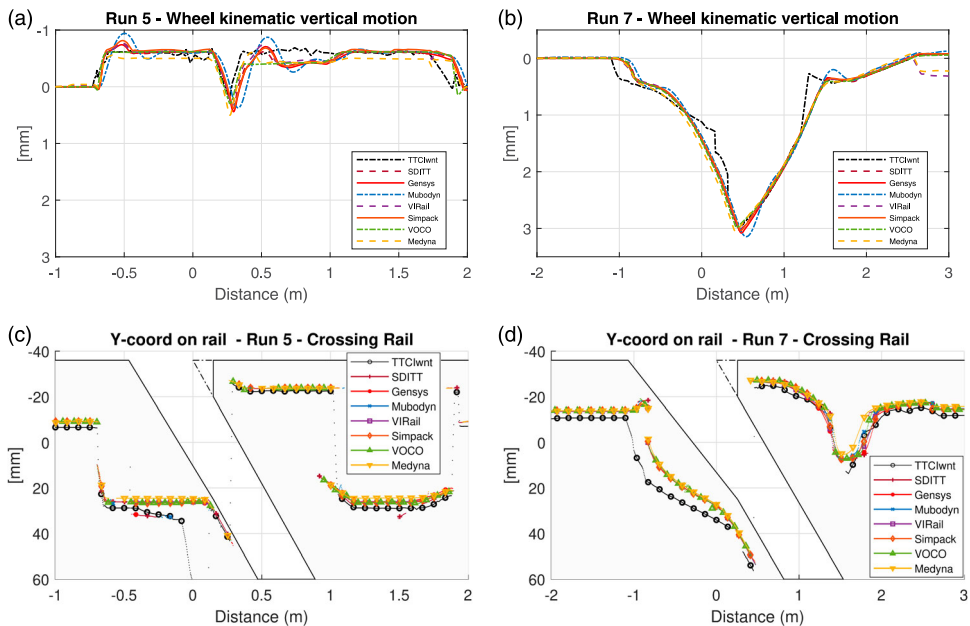 (a)
Run 5 - Wheel kinematic vertical motion
-1
0
1
2
3
[mm]
-1
-0.5
0
0.5
1
1.5
2
Distance (m)
TTCIwnt
SDITT
Gensys
Mubodyn
VIRail
Simpack
VOCO
Medyna
(b)
Run 7 - Wheel kinematic vertical motion
0
1
2
3
[mm]
-2
-1
0
1
2
3
Distance (m)
TTCIwnt
SDITT
Gensys
Mubodyn
VIRail
Simpack
VOCO
Medyna
(c)
Y-coord on rail - Run 5 - Crossing Rail
-40
-20
0
20
40
60
[mm]
-1
-0.5
0
0.5
1
1.5
2
Distance (m)
TTCIwnt
SDITT
Gensys
Mubodyn
VIRail
Simpack
VOCO
Medyna
(d)
Y-coord on rail - Run 7 - Crossing Rail
-40
-20
0
20
40
60
[mm]
-2
-1
0
1
2
3
Distance (m)
TTCIwnt
SDITT
Gensys
Mubodyn
VIRail
Simpack
VOCO
Medyna